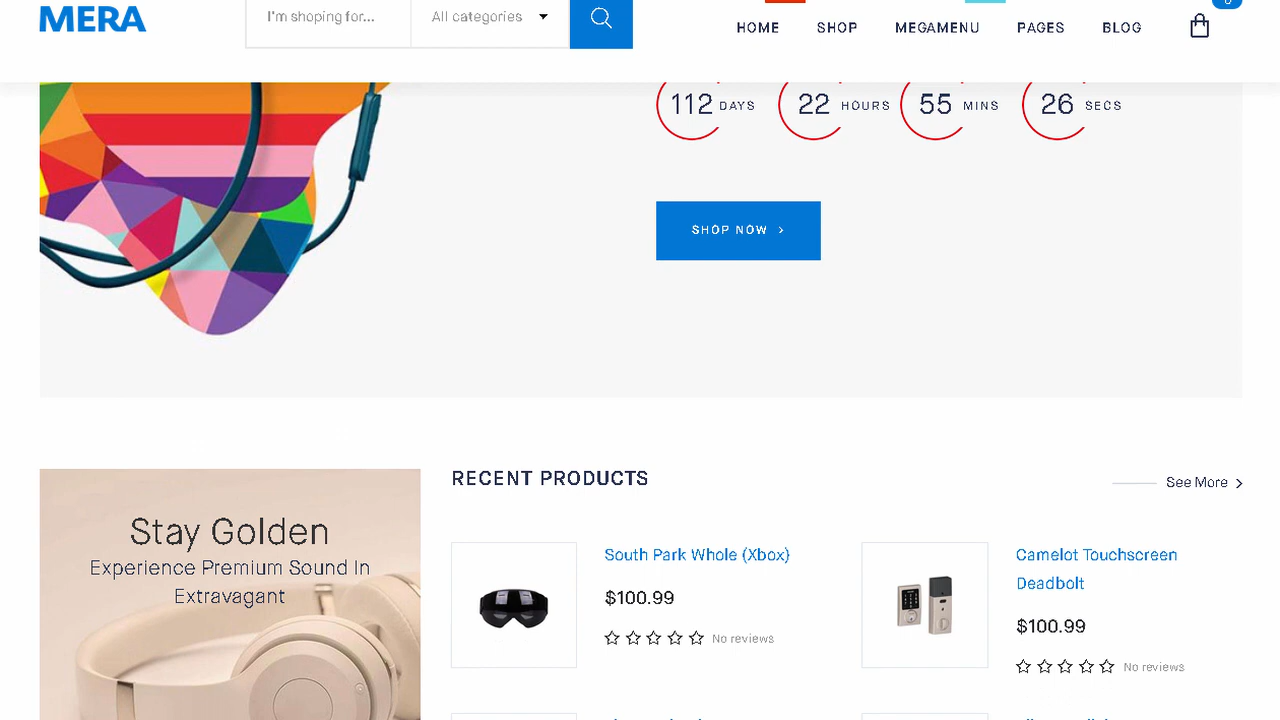 MERA
I'm shoping for...
All categories
HOME
SHOP
MEGAMENU
PAGES
BLOG
112 DAYS
22 HOURS
55 MINS
26 SECS
SHOP NOW
RECENT PRODUCTS
See More
Stay Golden
Experience Premium Sound In
Extravagant
South Park Whole (Xbox)
$100.99
No reviews
Camelot Touchscreen
Deadbolt
$100.99
No reviews